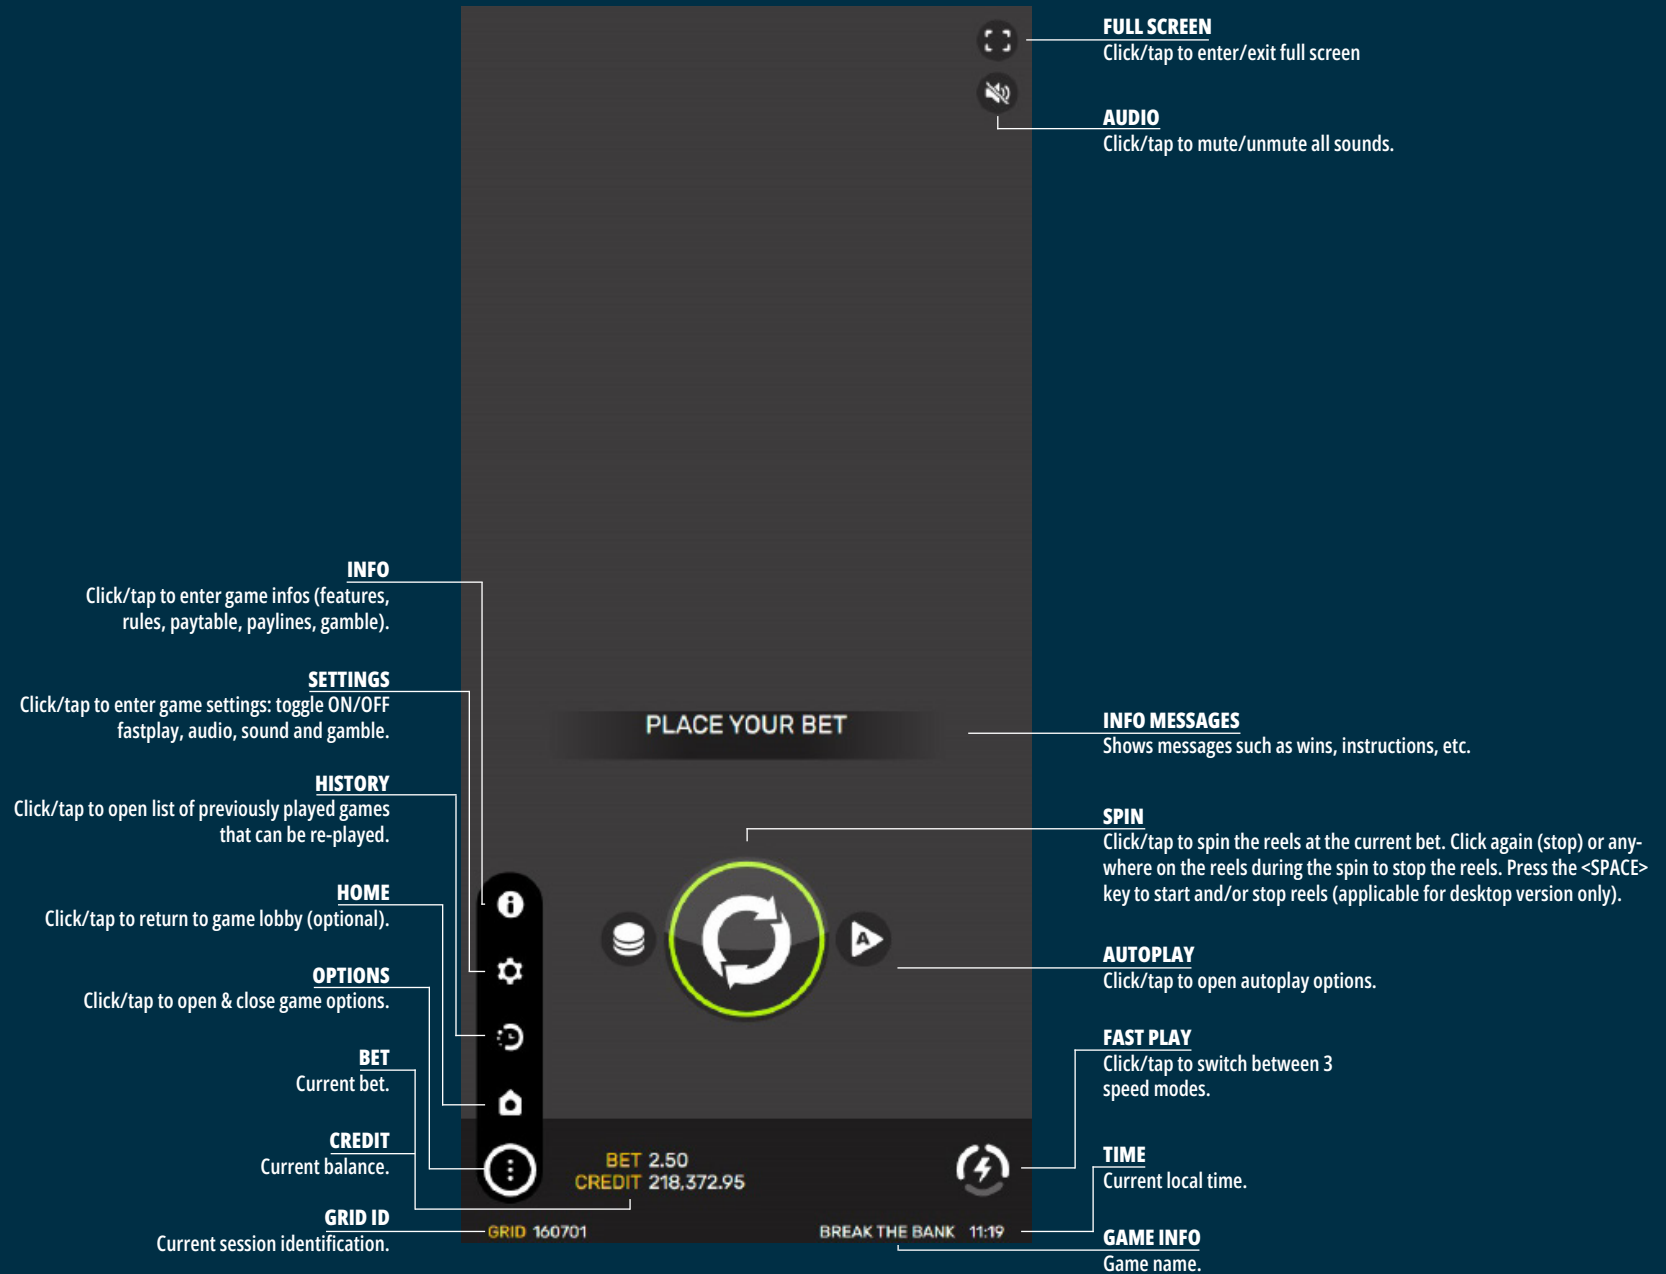 FULL SCREEN
Click/tap to enter/exit full screen
AUDIO
Click/tap to mute/unmute all sounds.
INFO
Click/tap to enter game infos (features,
rules, paytable, paylines, gamble).
SETTINGS
Click/tap to enter game settings: toggle ON/OFF
fastplay, audio, sound and gamble.
HISTORY
Click/tap to open list of previously played games
that can be re-played.
HOME
Click/tap to return to game lobby (optional).
OPTIONS
Click/tap to open & close game options.
BET
Current bet.
CREDIT
Current balance.
GRID ID
Current session identification.
PLACE YOUR BET
A
BET 2.50
CREDIT 218,372.95
GRID 160701
BREAK THE BANK 11:19
INFO MESSAGES
Shows messages such as wins, instructions, etc.
SPIN
Click/tap to spin the reels at the current bet. Click again (stop) or any-
where on the reels during the spin to stop the reels. Press the <SPACE>
key to start and/or stop reels (applicable for desktop version only).
AUTOPLAY
Click/tap to open autoplay options.
FAST PLAY
Click/tap to switch between 3
speed modes.
TIME
Current local time.
GAME INFO
Game name.